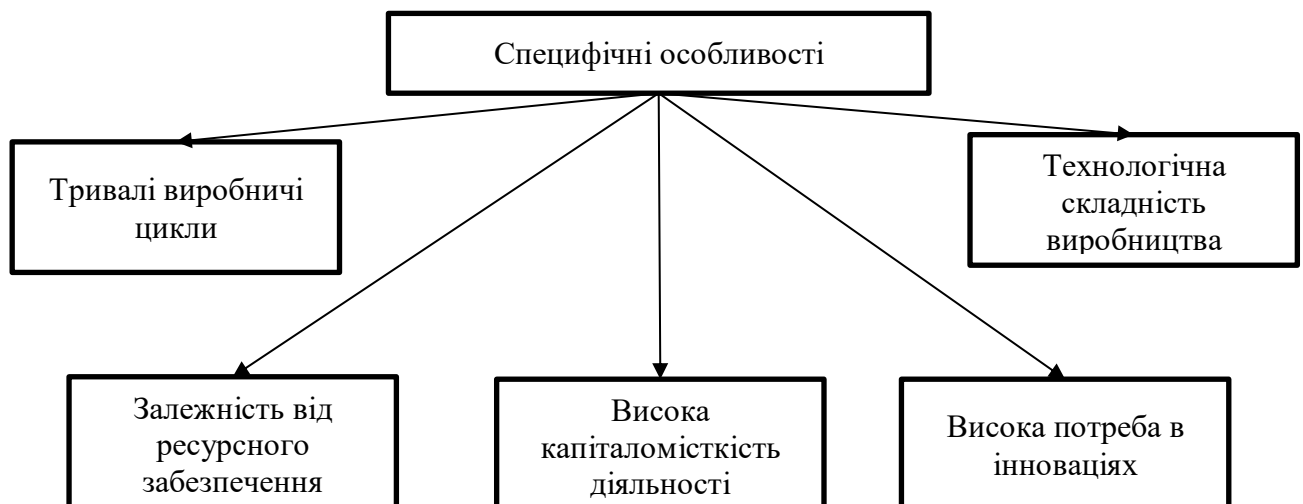 Специфічні особливості
Тривалі виробничі
цикли
Технологічна
складність
виробництва
Залежність від
ресурсного
забезпечення
Висока
капіталомісткість
діяльності
Висока потреба в
інноваціях